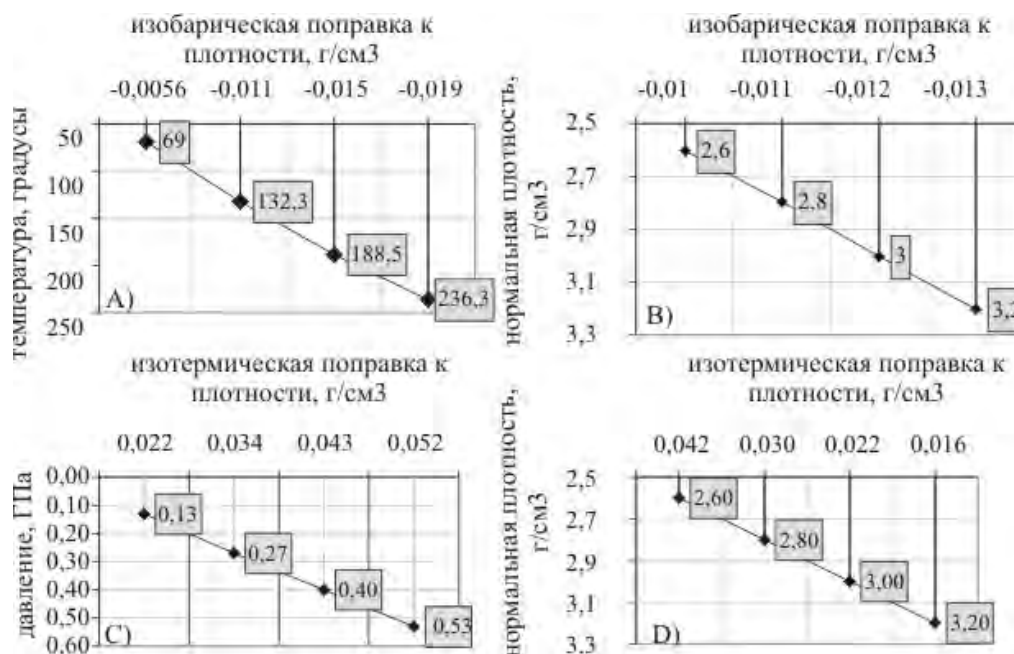 изобарическая поправка к
плотности, г/см3
-0,0056 -0,011 -0,015 -0,019
температура, градусы
50
100
150
200
250
69
132,3
188,5
236,3
А)
изобарическая поправка к
плотности, г/см3
-0,01 -0,011 -0,012 -0,013
нормальная плотность,
г/см3
2,5
2,7
2,9
3,1
3,3
2,6
2,8
3
3,2
В)
изотермическая поправка к
плотности, г/см3
0,022 0,034 0,043 0,052
давление, ГПа
0.00
0.10
0.20
0.30
0.40
0.50
0.60
0,13
0,27
0,40
0,53
С)
изотермическая поправка к
плотности, г/см3
0,042 0,030 0,022 0,016
нормальная плотность,
г/см3
2,5
2,7
2,9
3,1
3,3
2,60
2,80
3,00
3,20
D)